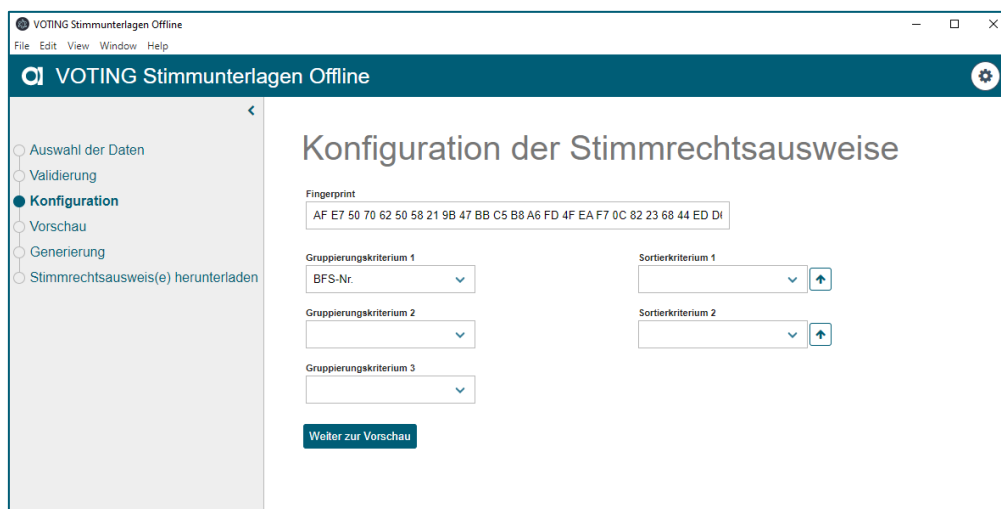 VOTING Stimmunterlagen Offline
File Edit View Window Help
VOTING Stimmunterlagen Offline
Auswahl der Daten
Validierung
Konfiguration
Vorschau
Generierung
Stimmrechtsausweis(e) herunterladen
Konfiguration der Stimmrechtsausweise
Fingerprint
AF E7 50 70 62 50 58 21 9B 47 BB C5 B8 A6 FD 4F EA F7 0C 82 23 68 44 ED
Gruppierungskriterium 1 Sortierkriterium 1
BFS-Nr.
Gruppierungskriterium 2 Sortierkriterium 2
Gruppierungskriterium 3
Weiter zur Vorschau